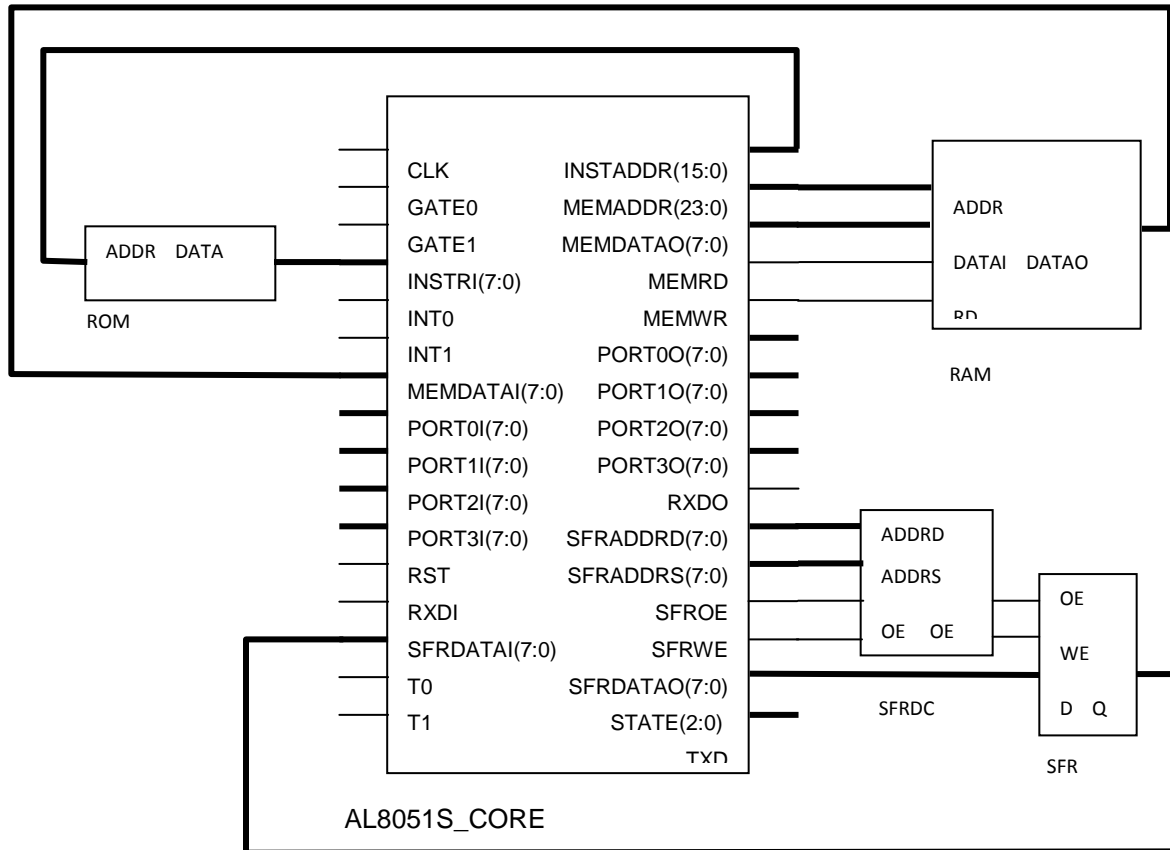 CLK INSTADDR(15:0)
GATE0 MEMADDR(23:0)
GATE1 MEMDATAO(7:0)
INSTRI(7:0) MEMRD
INT0 MEMWR
INT1 PORT0O(7:0)
MEMDATAI(7:0) PORT1O(7:0)
PORT0I(7:0) PORT2O(7:0)
PORT1I(7:0) PORT3O(7:0)
PORT2I(7:0) RXDO
PORT3I(7:0) SFRADDRD(7:0)
RST SFRADDRS(7:0)
RXDI SFROE
SFRDATAI(7:0) SFRWE
T0 SFRDATAO(7:0)
T1 STATE(2:0)
TXD
AL8051S_CORE
ADDR DATA
ROM
ADDR
DATAI DATAO
RD
RAM
ADDRD
ADDRS
OE OE
SFRDC
OE
WE
D Q
SFR